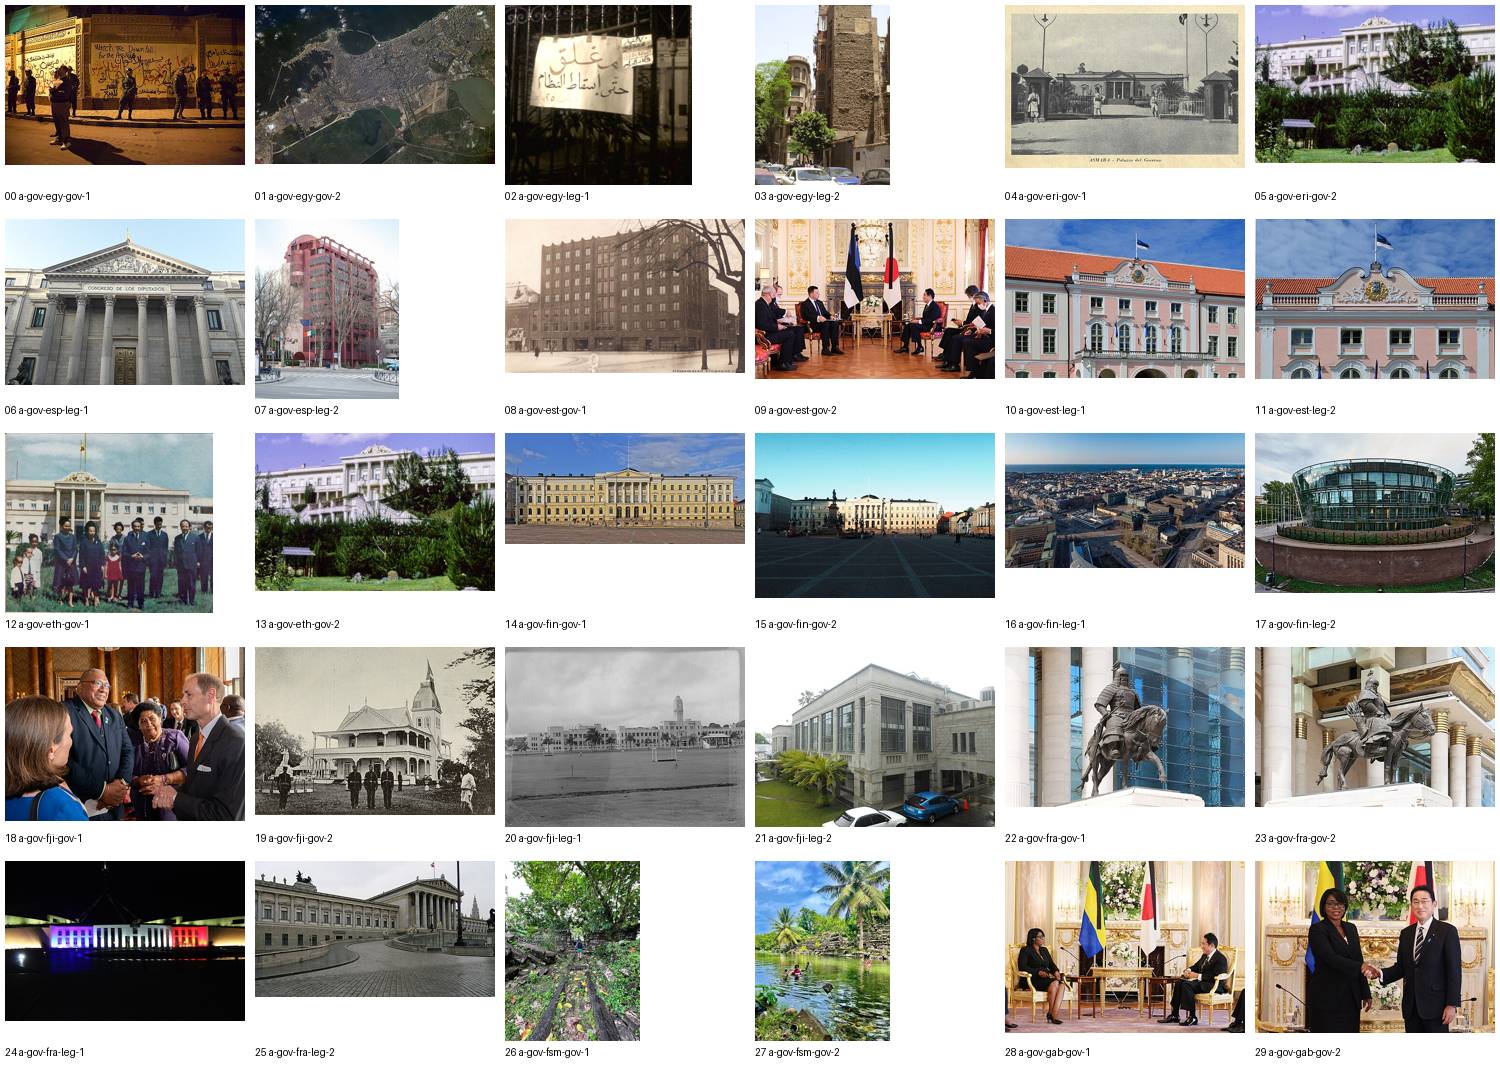 Watch the Down fall
مغلق
حتى إسقاط النظام
ASMARA - Palazzo del Governo
00 a-gov-egy-gov-1
01 a-gov-egy-gov-2
02 a-gov-egy-leg-1
03 a-gov-egy-leg-2
04 a-gov-eri-gov-1
05 a-gov-eri-gov-2
CONGRESO DE LOS DIPUTADOS
06 a-gov-esp-leg-1
07 a-gov-esp-leg-2
08 a-gov-est-gov-1
09 a-gov-est-gov-2
10 a-gov-est-leg-1
11 a-gov-est-leg-2
12 a-gov-eth-gov-1
13 a-gov-eth-gov-2
14 a-gov-fin-gov-1
15 a-gov-fin-gov-2
16 a-gov-fin-leg-1
17 a-gov-fin-leg-2
18 a-gov-fji-gov-1
19 a-gov-fji-gov-2
20 a-gov-fji-leg-1
21 a-gov-fji-leg-2
22 a-gov-fra-gov-1
23 a-gov-fra-gov-2
24 a-gov-fra-leg-1
25 a-gov-fra-leg-2
26 a-gov-fsm-gov-1
27 a-gov-fsm-gov-2
28 a-gov-gab-gov-1
29 a-gov-gab-gov-2